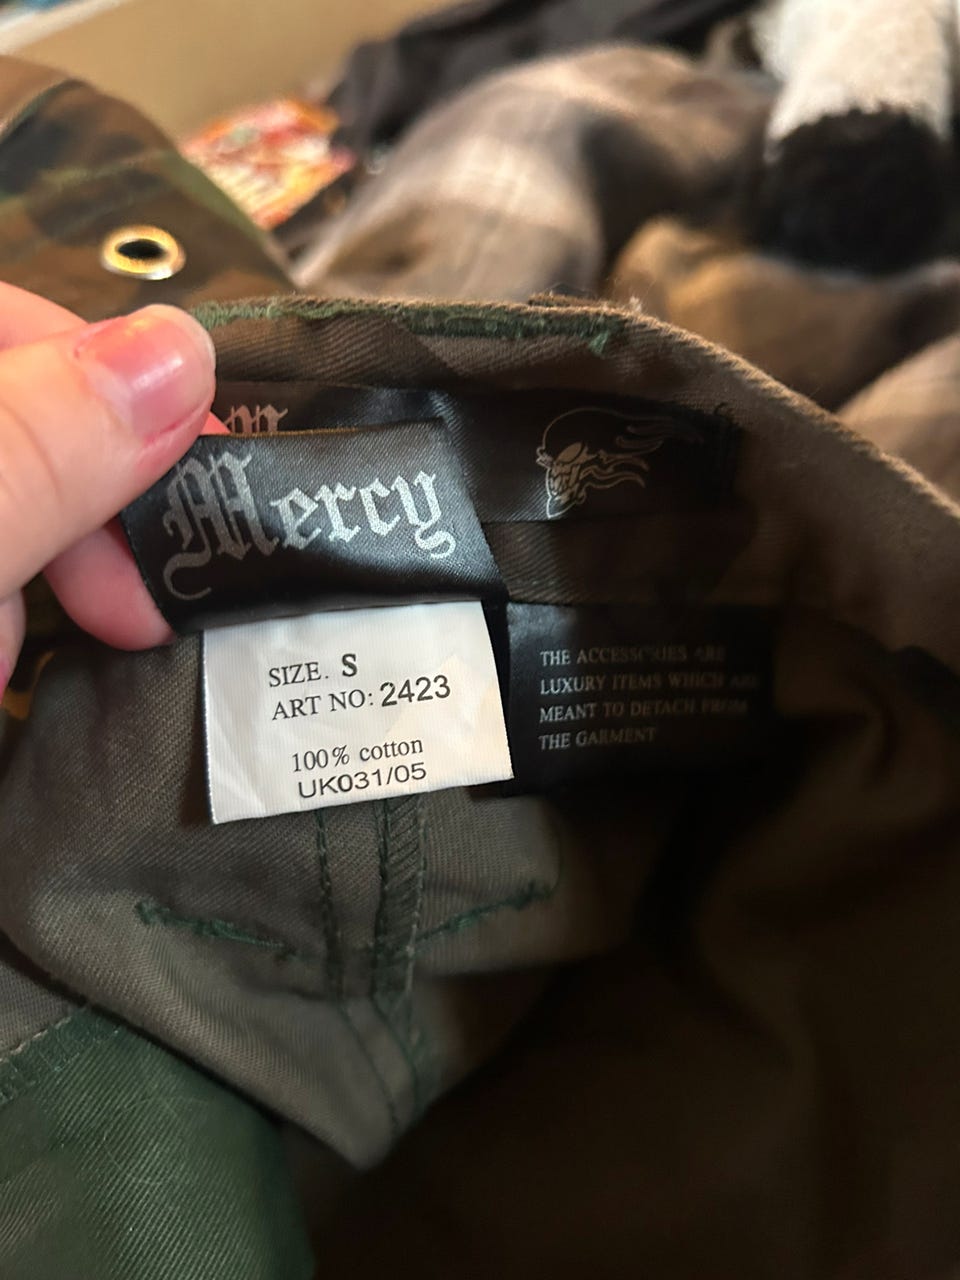 Mercy
SIZE. S
ART NO: 2423
100% cotton
UK031/05
THE ACCESSORIES ARE
LUXURY ITEMS WHICH ARE
MEANT TO DETACH FROM
THE GARMENT